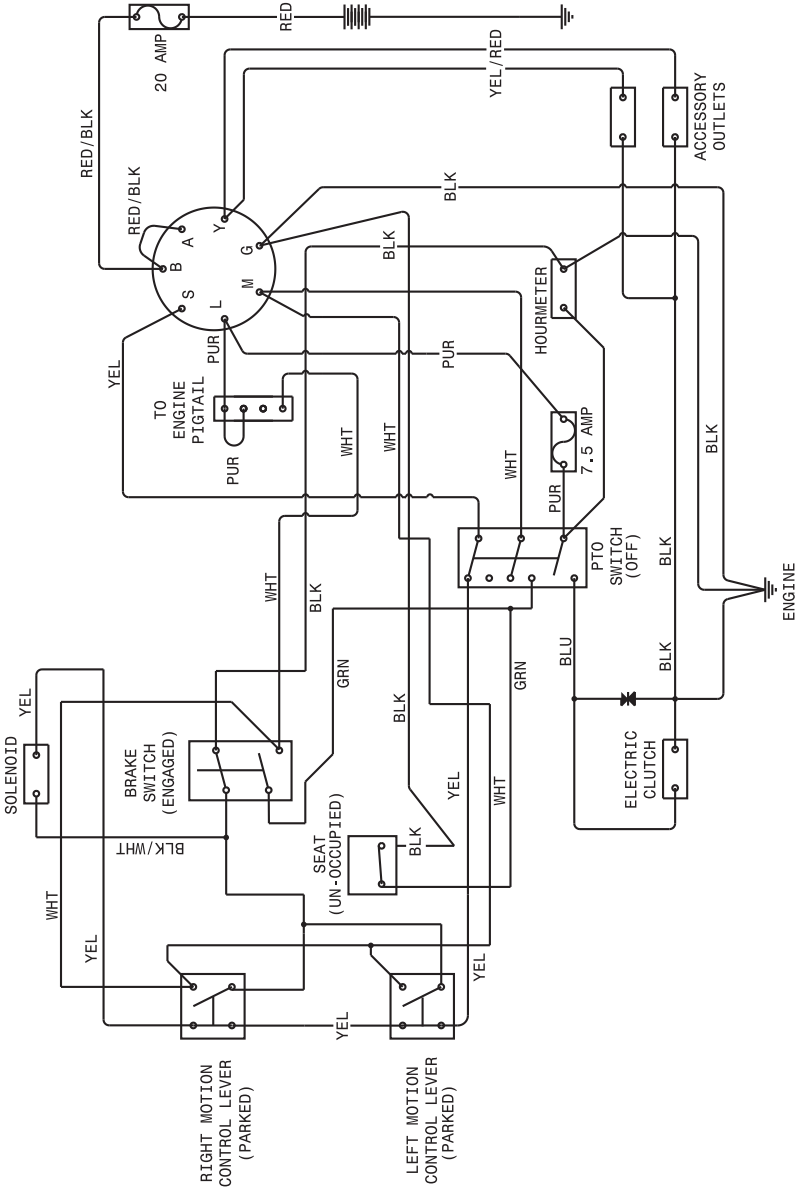 RED
20 AMP
RED/BLK
RED/BLK
YEL/RED
ACCESSORY
OUTLETS
A
B
S
L
M
G
Y
BLK
BLK
HOURMETER
YEL
PUR
TO
ENGINE
PIGTAIL
PUR
PUR
WHT
WHT
WHT
7.5 AMP
PUR
BLK
PTO
SWITCH
(OFF)
BLK
ENGINE
WHT
BLK
GRN
GRN
BLU
BLK
YEL
SOLENOID
BRAKE
SWITCH
(ENGAGED)
BLK
YEL
WHT
ELECTRIC
CLUTCH
BLK/WHT
SEAT
(UN-OCCUPIED)
BLK
WHT
YEL
YEL
YEL
RIGHT MOTION
CONTROL LEVER
(PARKED)
LEFT MOTION
CONTROL LEVER
(PARKED)